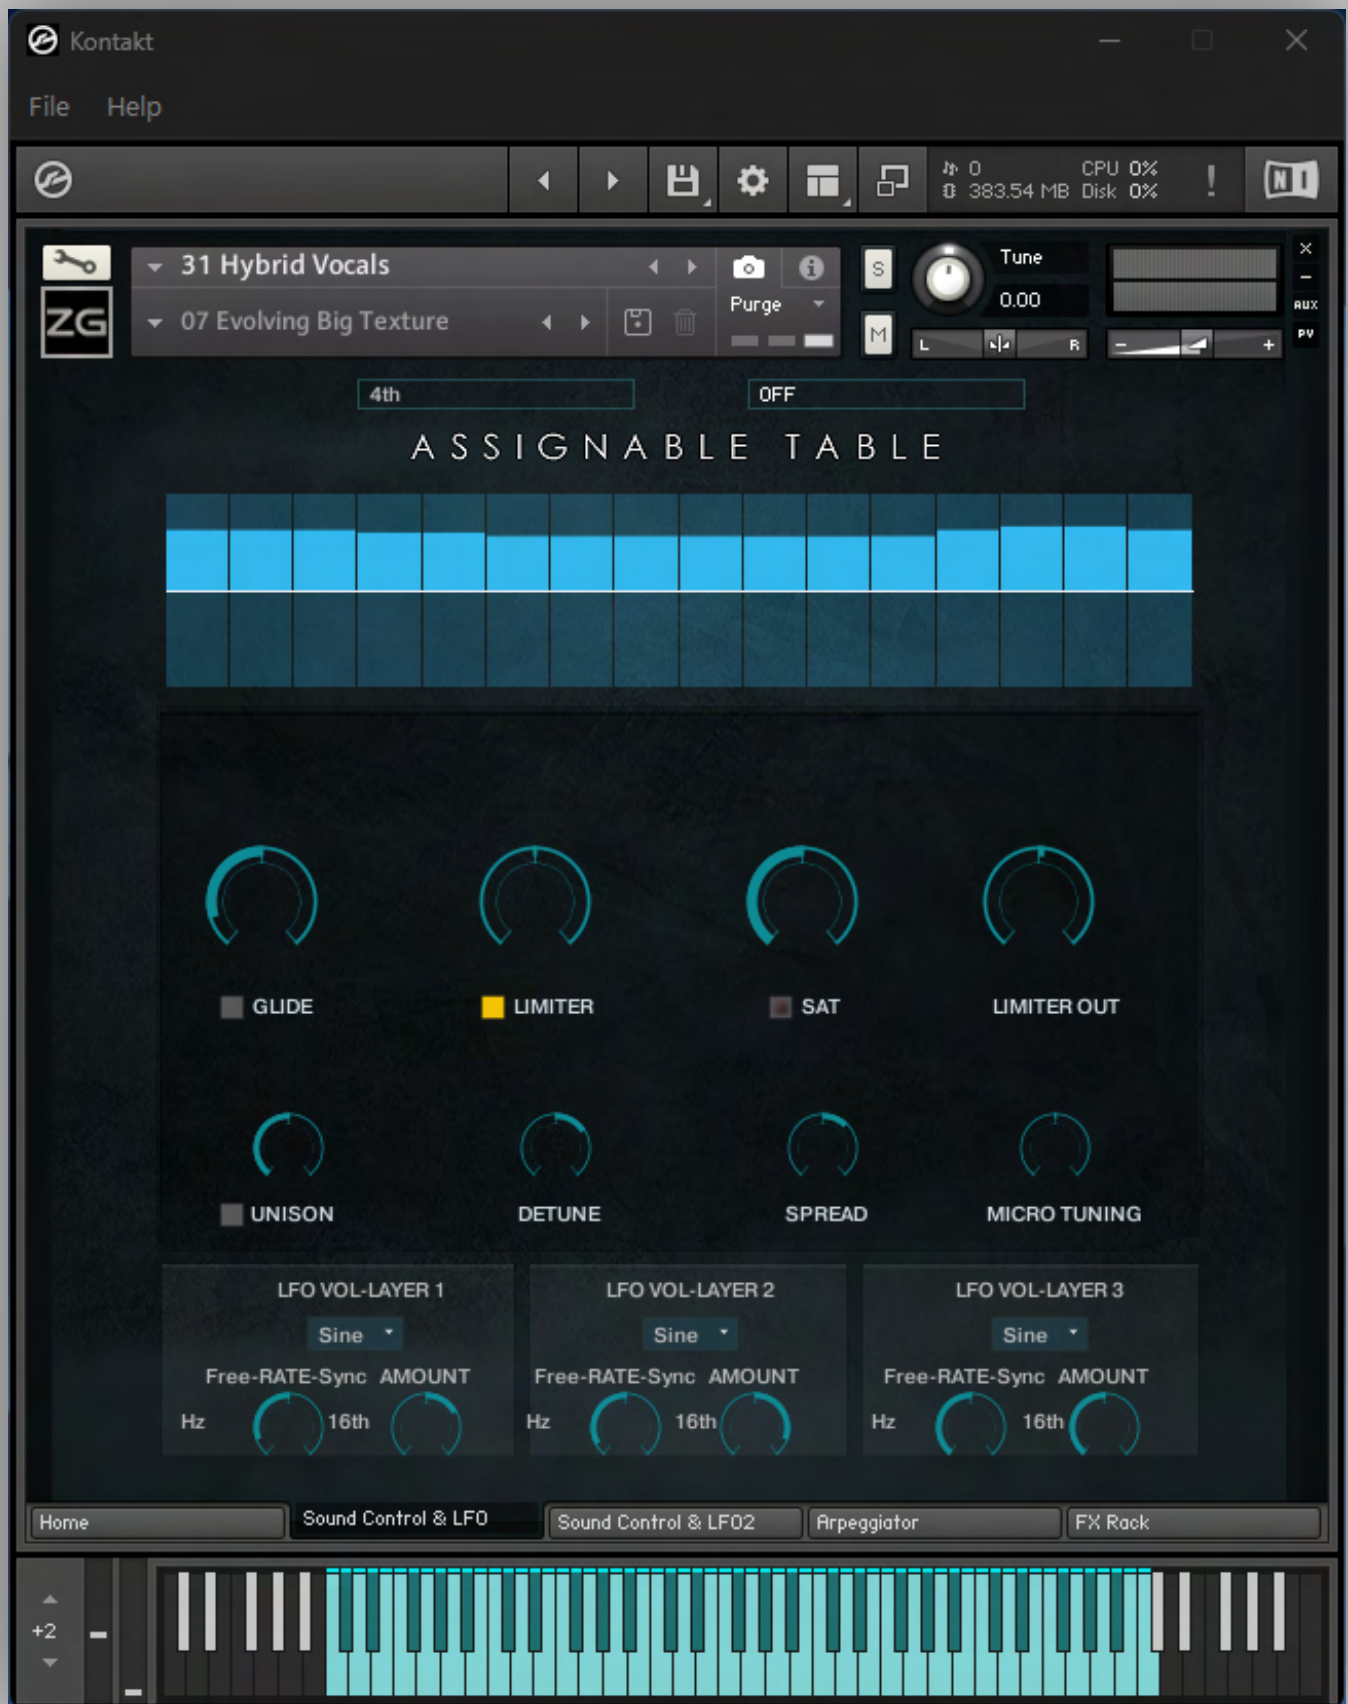 Kontakt
File Help
0 CPU 0%
383.54 MB Disk 0%
!
NI
31 Hybrid Vocals
S
Tune
x
ZG
07 Evolving Big Texture
Purge
0.00
AUX
M
L R
- +
PV
4th OFF
ASSIGNABLE TABLE
GLIDE LIMITER SAT LIMITER OUT
UNISON DETUNE SPREAD MICRO TUNING
LFO VOL-LAYER 1 LFO VOL-LAYER 2 LFO VOL-LAYER 3
Sine Sine Sine
Free-RATE-Sync AMOUNT Free-RATE-Sync AMOUNT Free-RATE-Sync AMOUNT
Hz 16th Hz 16th Hz 16th
Home Sound Control & LFO Sound Control & LFO2 Arpeggiator FX Rack
+2